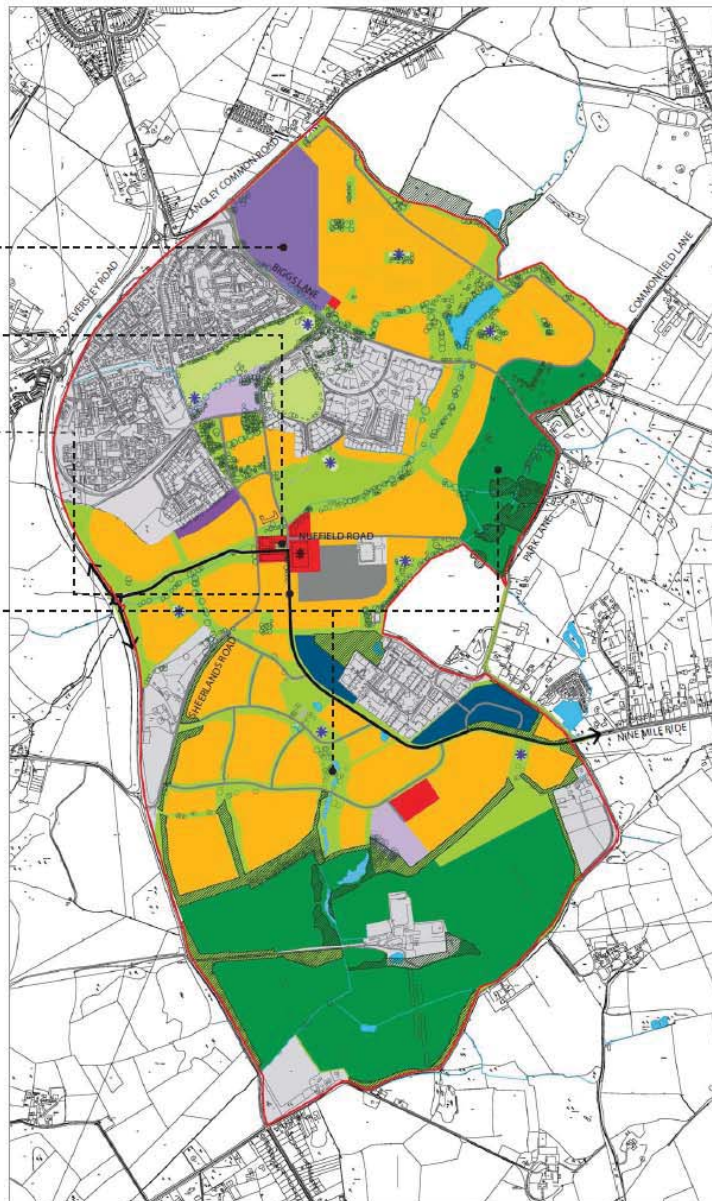 LANGLEY COMMON ROAD
BIGGS LANE
COMMONFIELD LANE
EVERSLEY ROAD
NUFFIELD ROAD
PARK LANE
SHEERLANDS ROAD
NINE MILE RIDE